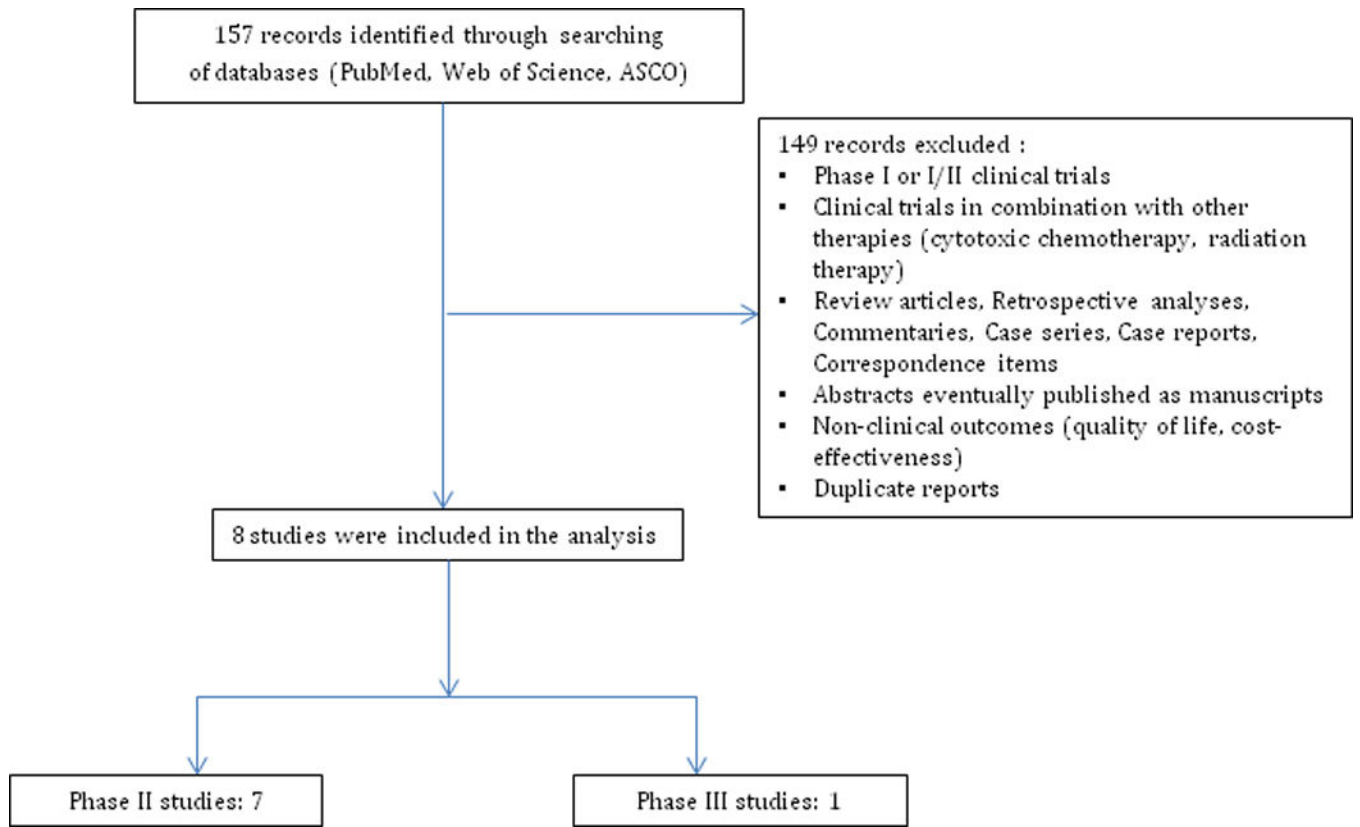 157 records identified through searching
of databases (PubMed, Web of Science, ASCO)
149 records excluded :
▪ Phase I or I/II clinical trials
▪ Clinical trials in combination with other
therapies (cytotoxic chemotherapy, radiation
therapy)
▪ Review articles, Retrospective analyses,
Commentaries, Case series, Case reports,
Correspondence items
▪ Abstracts eventually published as manuscripts
▪ Non-clinical outcomes (quality of life, cost-
effectiveness)
▪ Duplicate reports
8 studies were included in the analysis
Phase II studies: 7
Phase III studies: 1